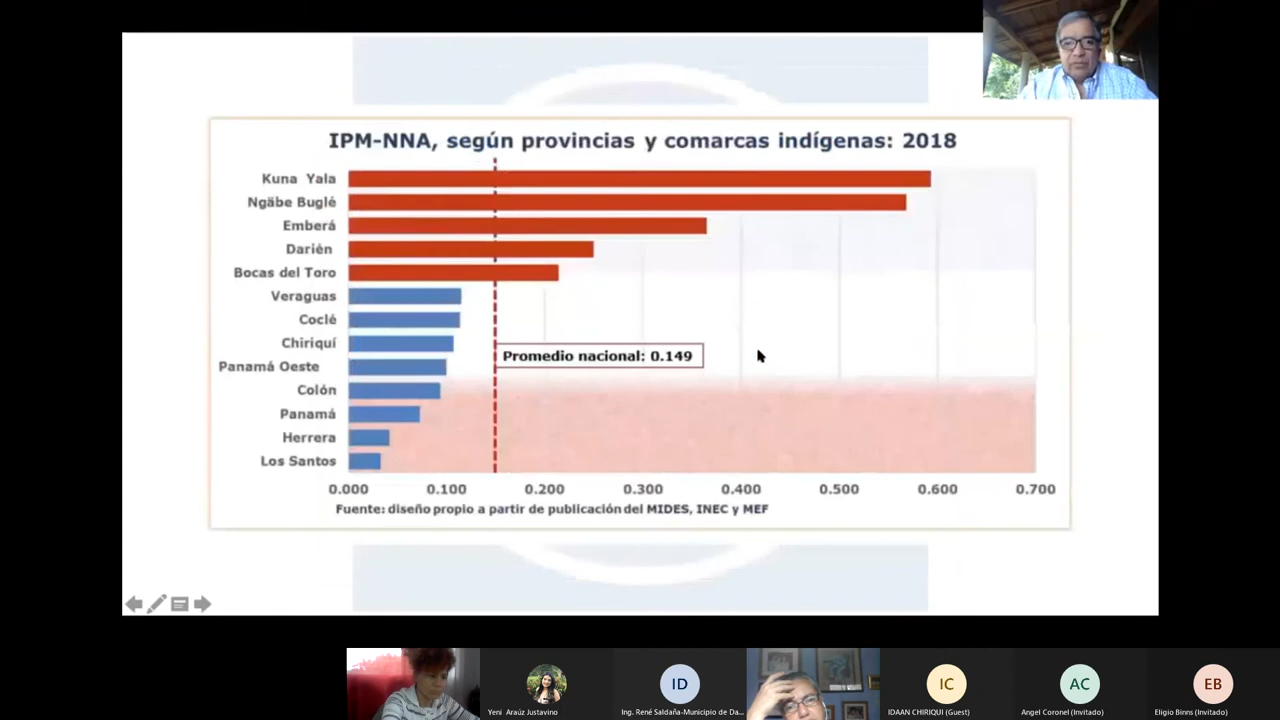 IPM-NNA, según provincias y comarcas indígenas: 2018
Kuna Yala
Ngäbe Buglé
Emberá
Darién
Bocas del Toro
Veraguas
Coclé
Chiriquí
Promedio nacional: 0.149
Panamá Oeste
Colón
Panamá
Herrera
Los Santos
0.000 0.100 0.200 0.300 0.400 0.500 0.600 0.700
Fuente: diseño propio a partir de publicación del MIDES, INEC y MEF
ID
IC
AC
EB
Yeni Araúz Justavino
Ing. René Saldaña-Municipio de Da...
IDAAN CHIRIQUI (Guest)
Angel Coronel (Invitado)
Eligio Binns (Invitado)